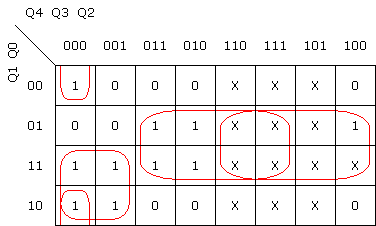 Q4 Q3 Q2
Q1 Q0
000 001 011 010 110 111 101 100
00 1 0 0 0 X X X 0
01 0 0 1 1 X X X 1
11 1 1 1 1 X X X X
10 1 1 0 0 X X X 0